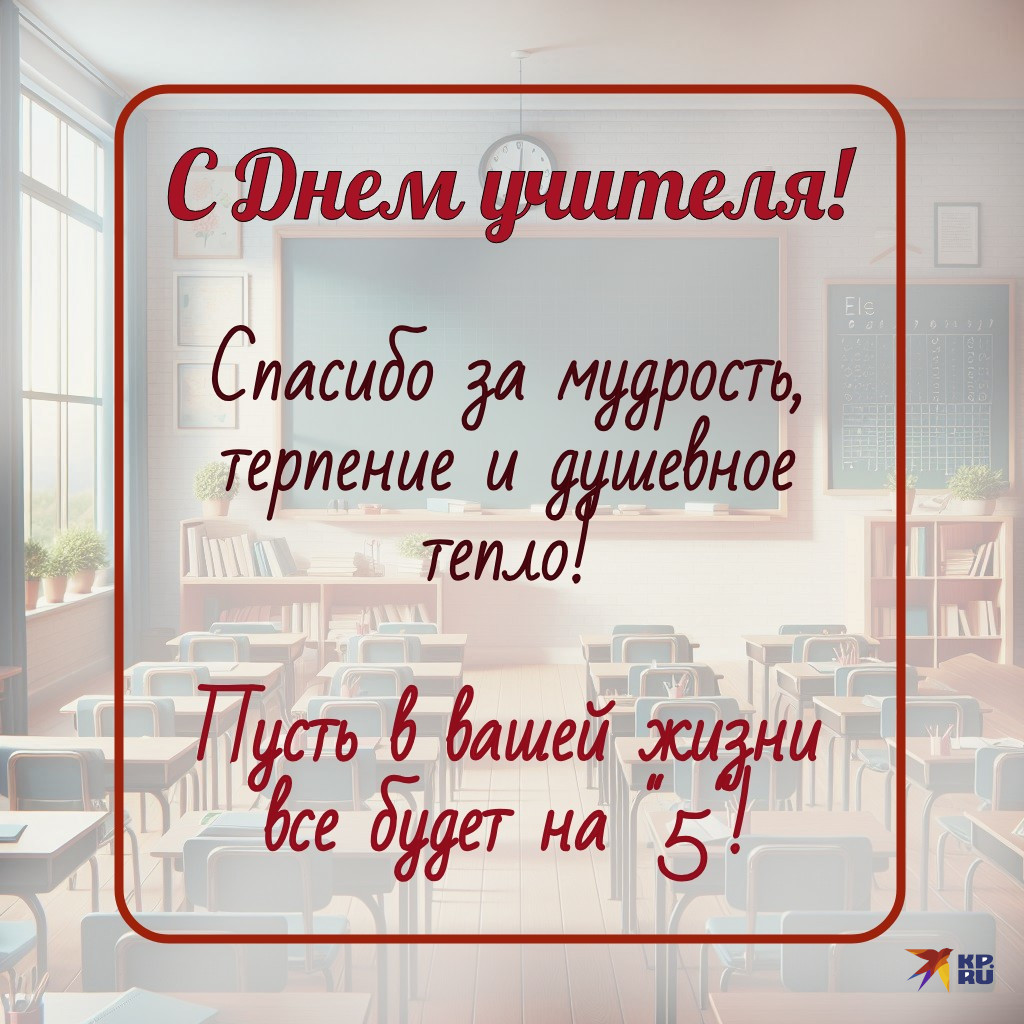 С Днем учителя!
Спасибо за мудрость,
терпение и душевное
тепло!
Пусть в вашей жизни
все будет на "5"!
KP.
RU